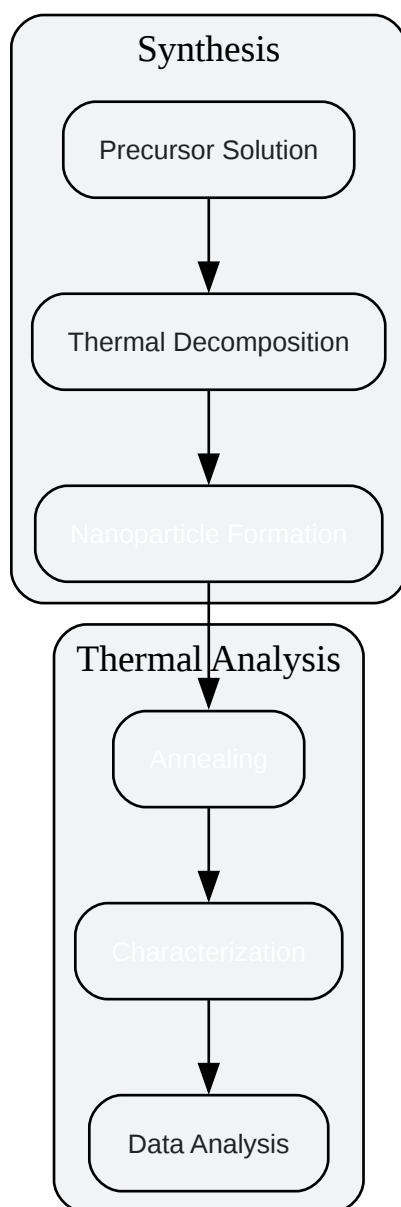 Synthesis
Precursor Solution
Thermal Decomposition
Nanoparticle Formation
Thermal Analysis
Annealing
Characterization
Data Analysis